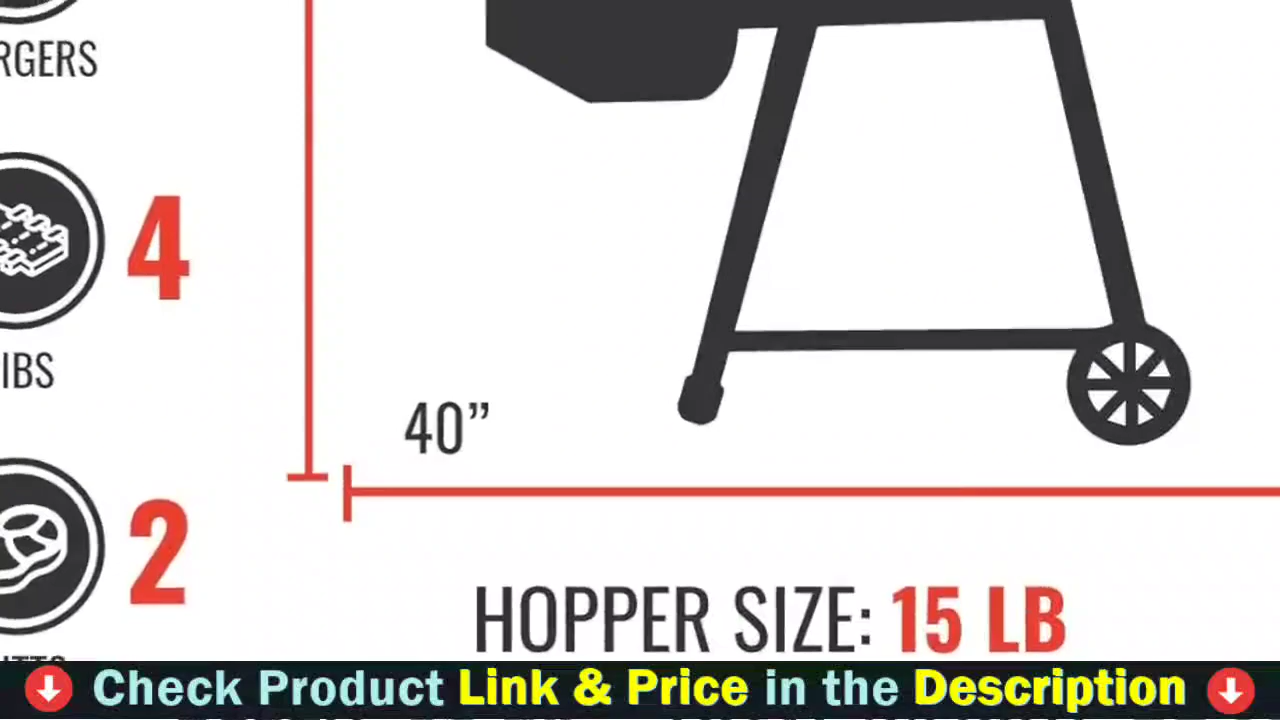 RGERS
4
IBS
40”
2
HOPPER SIZE: 15 LB
Check Product Link & Price in the Description